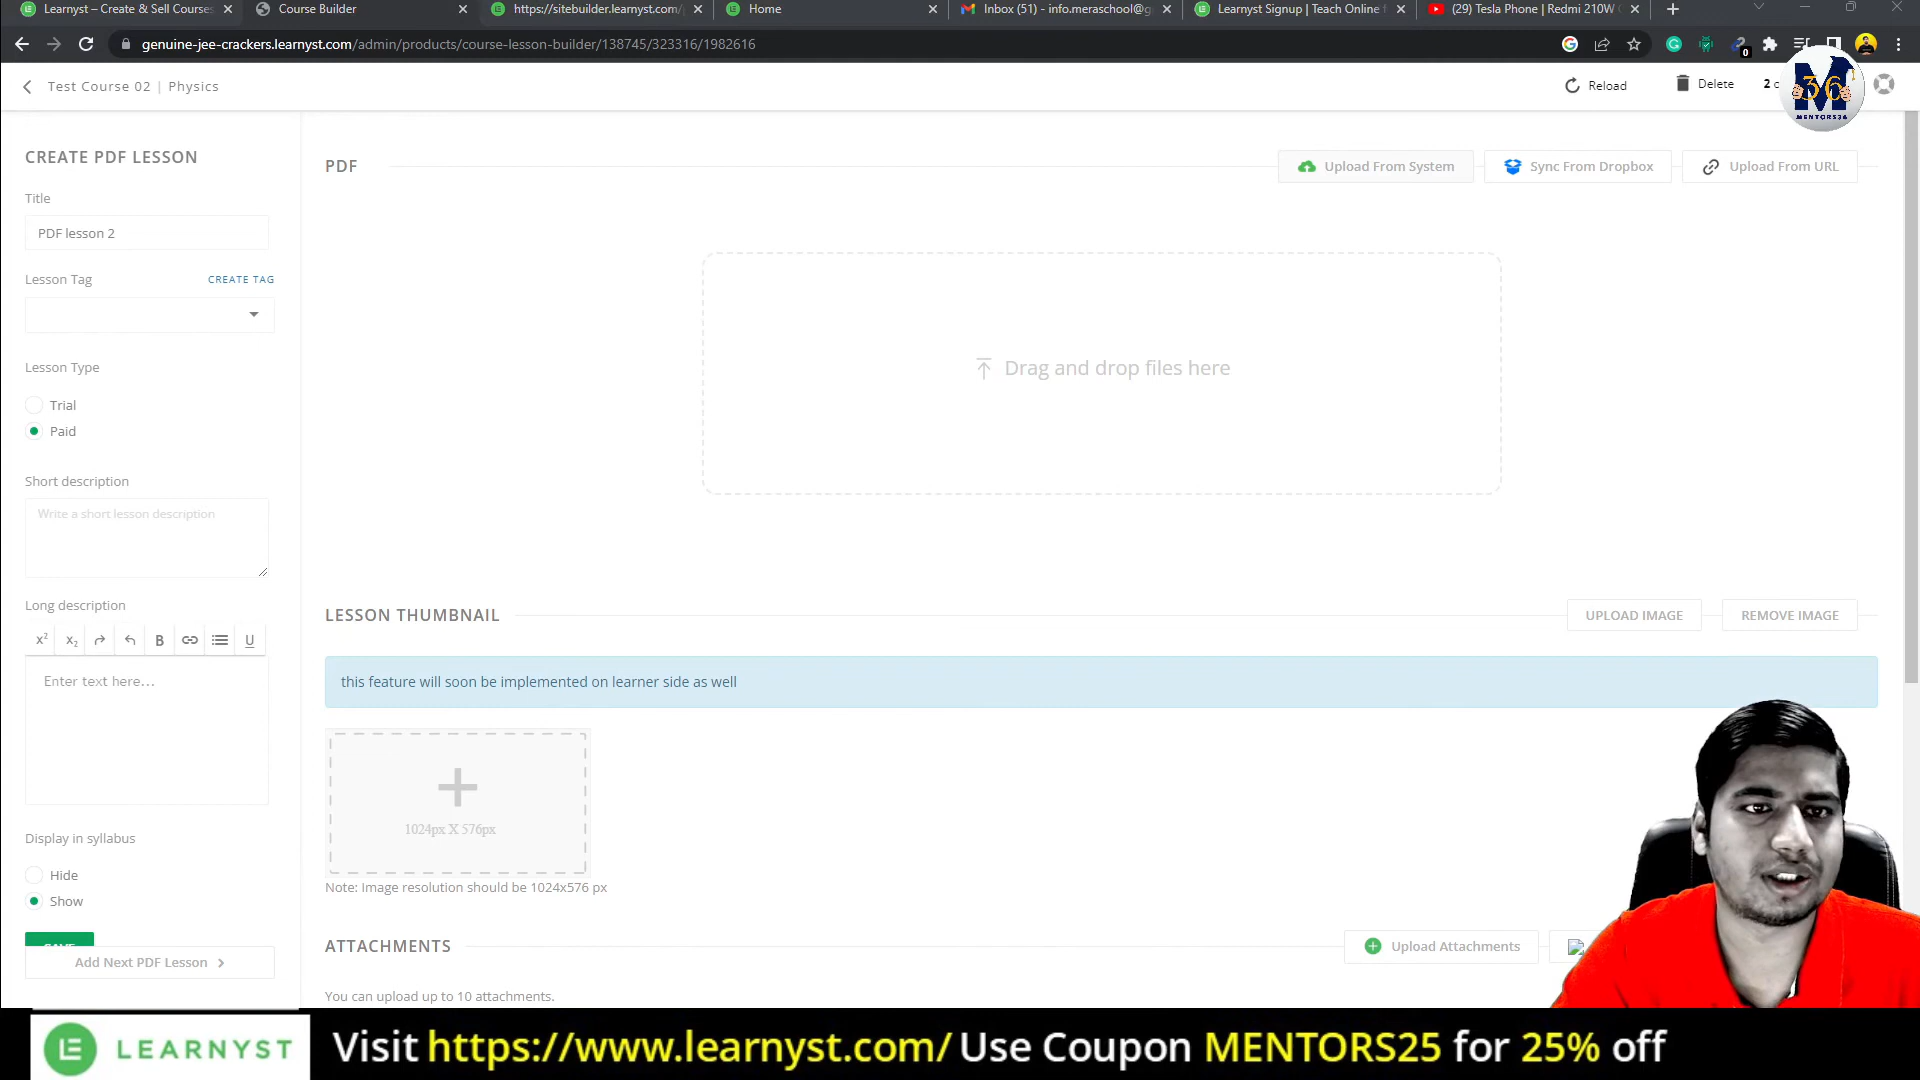 Learnyst – Create & Sell Courses
Course Builder
https://sitebuilder.learnyst.com/
Home
Inbox (51) - info.meraschool@g
Learnyst Signup | Teach Online
(29) Tesla Phone | Redmi 210W
genuine-jee-crackers.learnyst.com/admin/products/course-lesson-builder/138745/323316/1982616
0
Test Course 02 | Physics
Reload
Delete
2
M
36
MENTORS36
CREATE PDF LESSON
Title
PDF lesson 2
Lesson Tag
CREATE TAG
Lesson Type
Trial
Paid
Short description
Write a short lesson description
Long description
x² x₂ B U
Enter text here...
Display in syllabus
Hide
Show
SAVE
Add Next PDF Lesson
PDF
Upload From System
Sync From Dropbox
Upload From URL
Drag and drop files here
LESSON THUMBNAIL
UPLOAD IMAGE
REMOVE IMAGE
this feature will soon be implemented on learner side as well
1024px X 576px
Note: Image resolution should be 1024x576 px
ATTACHMENTS
Upload Attachments
You can upload up to 10 attachments.
LEARNYST
Visit https://www.learnyst.com/ Use Coupon MENTORS25 for 25% off